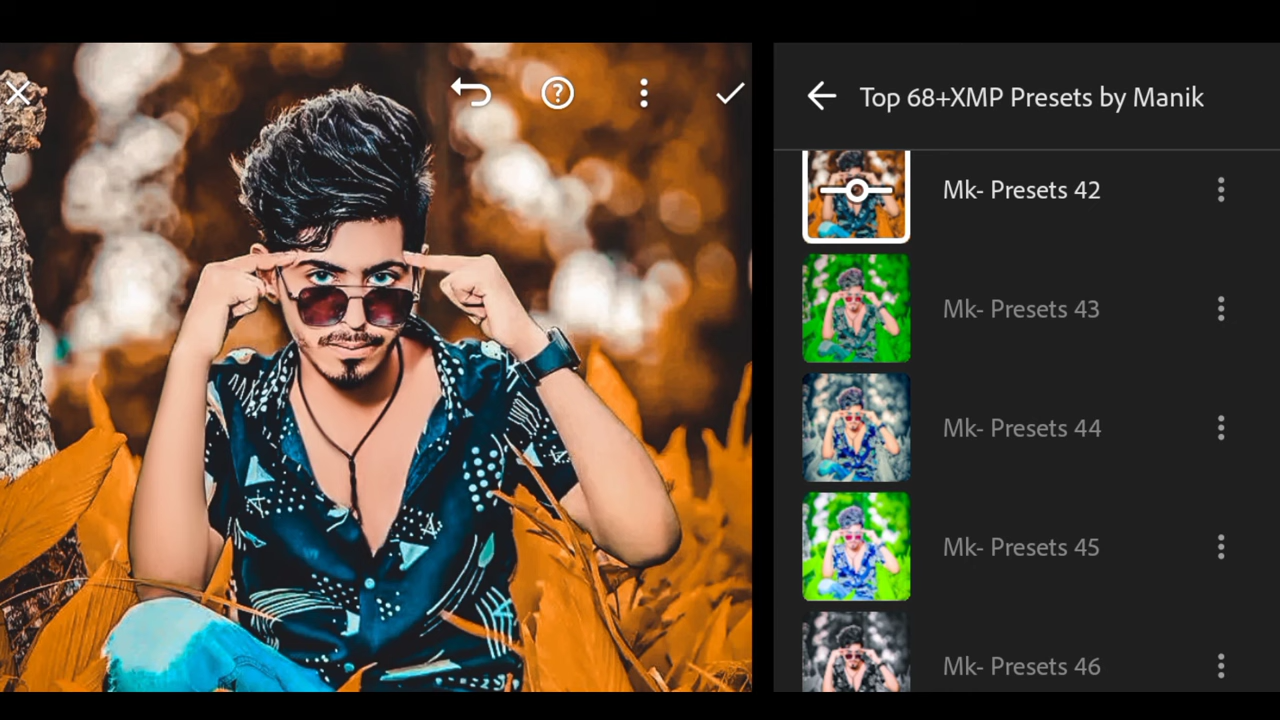 Top 68+XMP Presets by Manik
Mk- Presets 42
Mk- Presets 43
Mk- Presets 44
Mk- Presets 45
Mk- Presets 46